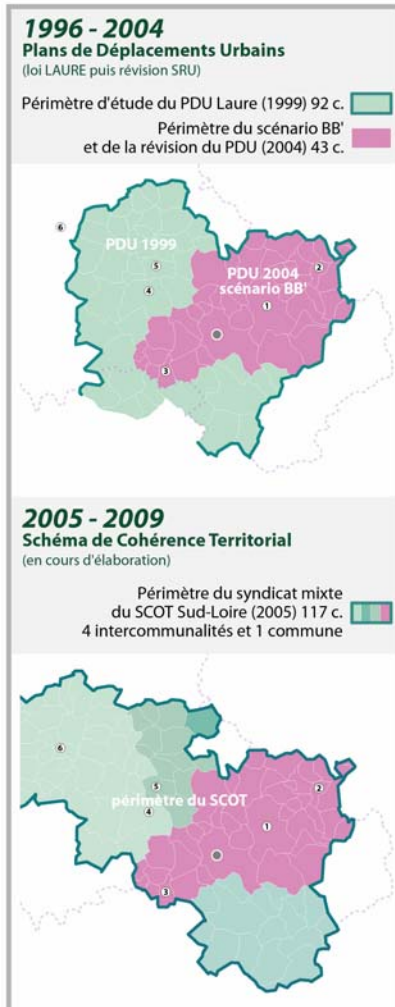 1996 - 2004
Plans de Déplacements Urbains
(loi LAURE puis révision SRU)
Périmètre d'étude du PDU Laure (1999) 92 c.
Périmètre du scénario BB'
et de la révision du PDU (2004) 43 c.
6
PDU 1999
5
2
PDU 2004
scénario BB'
4
1
3
2005 - 2009
Schéma de Cohérence Territorial
(en cours d'élaboration)
Périmètre du syndicat mixte
du SCOT Sud-Loire (2005) 117 c.
4 intercommunalités et 1 commune
6
5
2
périmètre du SCOT
4
1
3